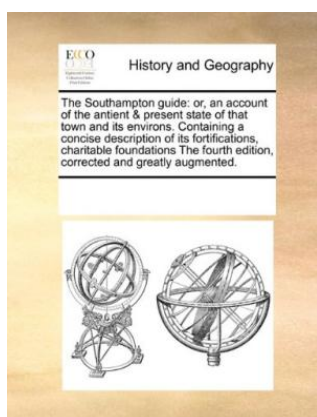 ECCO
History and Geography
The Southampton guide: or, an account
of the antient & present state of that
town and its environs. Containing a
concise description of its fortifications,
charitable foundations The fourth edition,
corrected and greatly augmented.